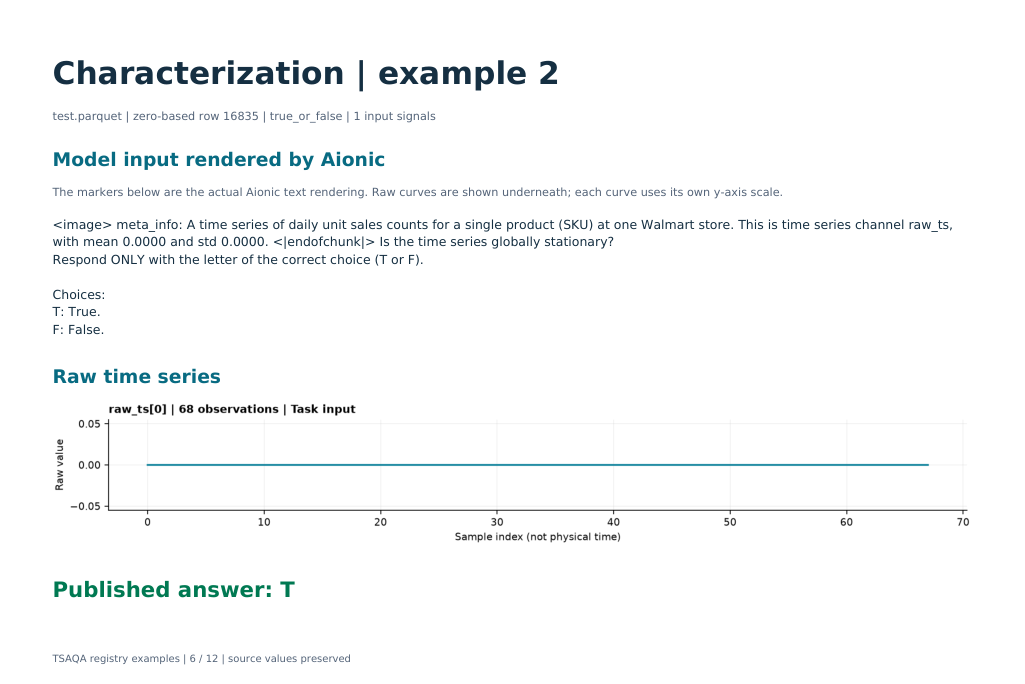 Characterization | example 2
test.parquet | zero-based row 16835 | true_or_false | 1 input signals
Model input rendered by Aionic
The markers below are the actual Aionic text rendering. Raw curves are shown underneath; each curve uses its own y-axis scale.
<image> meta_info: A time series of daily unit sales counts for a single product (SKU) at one Walmart store. This is time series channel raw_ts,
with mean 0.0000 and std 0.0000. <|endofchunk|> Is the time series globally stationary?
Respond ONLY with the letter of the correct choice (T or F).
Choices:
T: True.
F: False.
Raw time series
raw_ts[0] | 68 observations | Task input
0.05
0.00
−0.05
Raw value
0 10 20 30 40 50 60 70
Sample index (not physical time)
Published answer: T
TSAQA registry examples | 6 / 12 | source values preserved